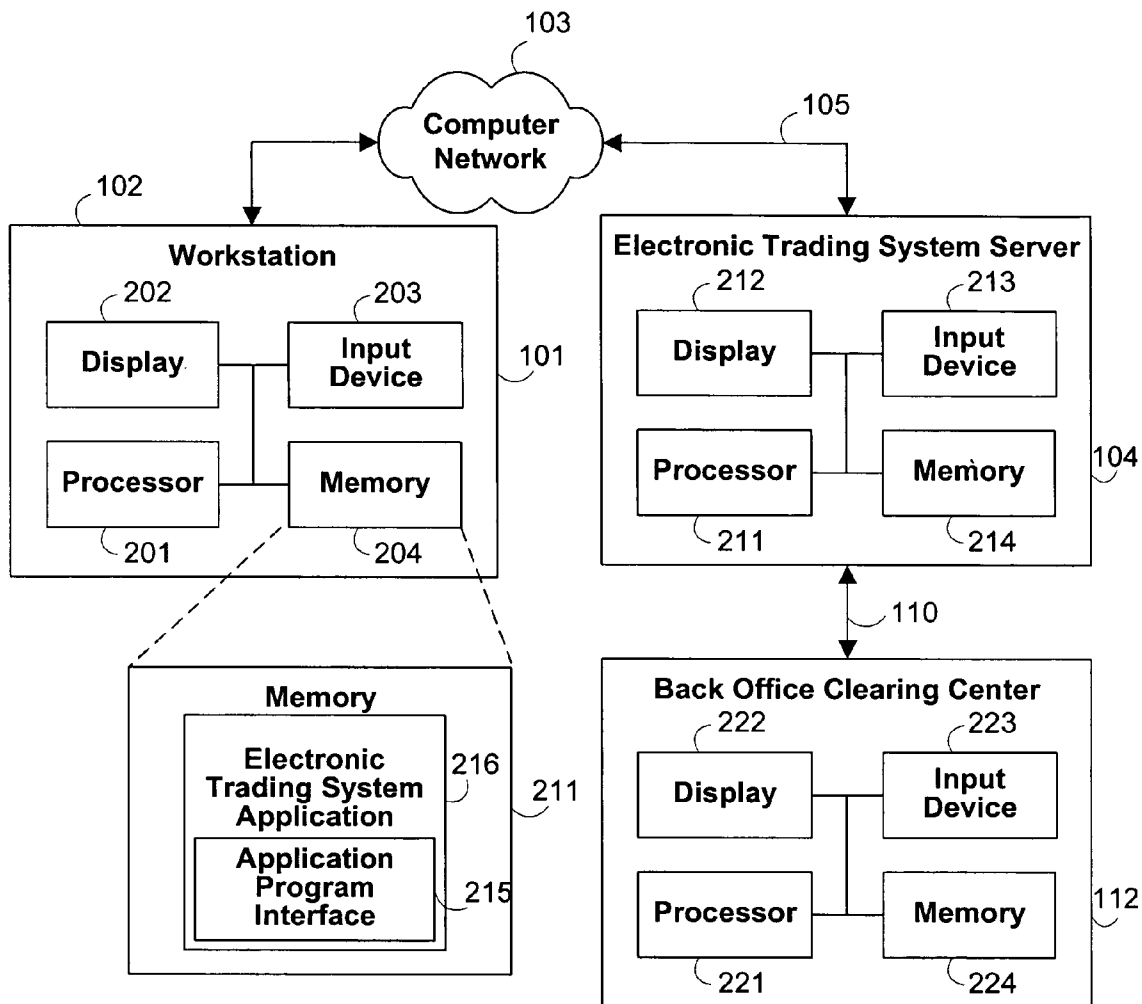 103
Computer
Network
105
102
Workstation
202
203
Display
Input
Device
101
Processor
Memory
201
204
Electronic Trading System Server
212
213
Display
Input
Device
Processor
Memory
104
211
214
110
Memory
Electronic
Trading System
Application
216
211
Application
Program
Interface
215
Back Office Clearing Center
222
223
Display
Input
Device
Processor
Memory
112
221
224